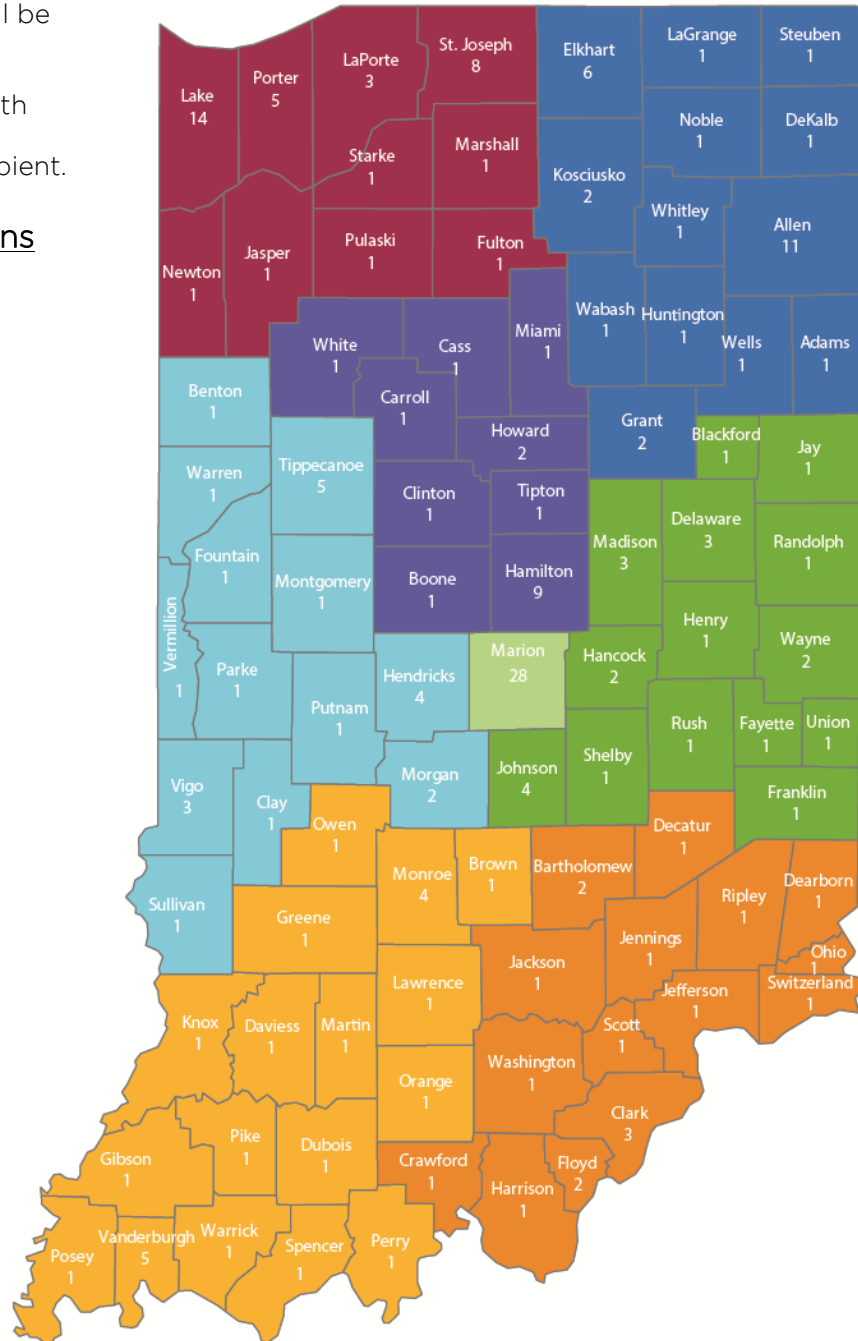 l be
th
pient.
ns
Lake
14
Porter
5
LaPorte
3
St. Joseph
8
Elkhart
6
LaGrange
1
Steuben
1
Starke
1
Marshall
1
Kosciusko
2
Noble
1
DeKalb
1
Whitley
1
Allen
11
Newton
1
Jasper
1
Pulaski
1
Fulton
1
White
1
Cass
1
Miami
1
Wabash
1
Huntington
1
Wells
1
Adams
1
Benton
1
Carroll
1
Howard
2
Grant
2
Blackford
1
Jay
1
Warren
1
Tippecanoe
5
Clinton
1
Tipton
1
Madison
3
Delaware
3
Randolph
1
Fountain
1
Montgomery
1
Boone
1
Hamilton
9
Henry
1
Wayne
2
Vermillion
1
Parke
1
Putnam
1
Hendricks
4
Marion
28
Hancock
2
Rush
1
Fayette
1
Union
1
Vigo
3
Clay
1
Morgan
2
Johnson
4
Shelby
1
Franklin
1
Owen
1
Monroe
4
Brown
1
Bartholomew
2
Decatur
1
Ripley
1
Dearborn
1
Sullivan
1
Greene
1
Lawrence
1
Jackson
1
Jennings
1
Ohio
1
Jefferson
1
Switzerland
1
Knox
1
Daviess
1
Martin
1
Orange
1
Washington
1
Scott
1
Clark
3
Gibson
1
Pike
1
Dubois
1
Crawford
1
Harrison
1
Floyd
2
Posey
1
Vanderburgh
5
Warrick
1
Spencer
1
Perry
1